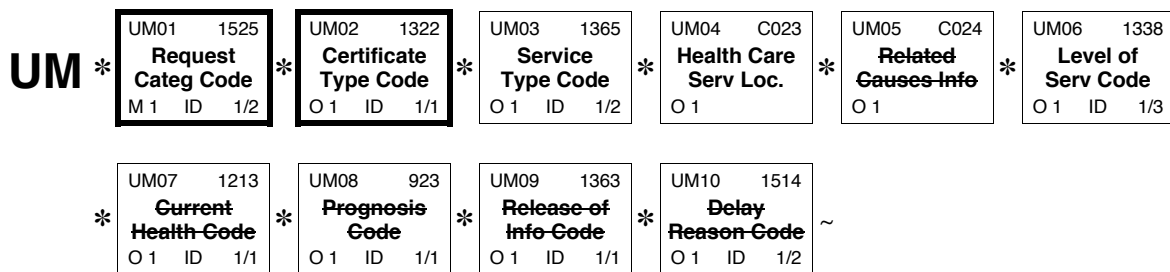 UM01 1525 UM02 1322 UM03 1365 UM04 C023 UM05 C024 UM06 1338
UM * Request * Certificate * Service * Health Care * Related * Level of
Categ Code Type Code Type Code Serv Loc. Causes Info Serv Code
M 1 ID 1/2 O 1 ID 1/1 O 1 ID 1/2 O 1 O 1 O 1 ID 1/3
UM07 1213 UM08 923 UM09 1363 UM10 1514
* Current * Prognosis * Release of * Delay ~
Health Code Code Info Code Reason Code
O 1 ID 1/1 O 1 ID 1/1 O 1 ID 1/1 O 1 ID 1/2